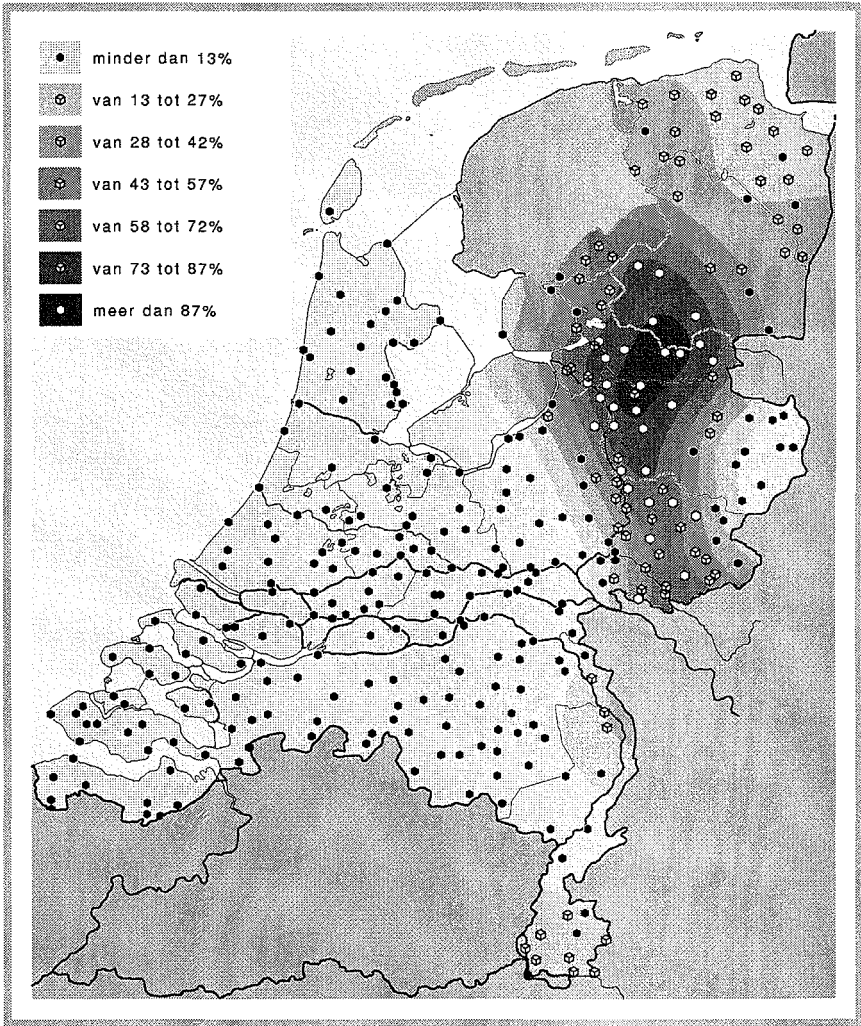 minder dan 13%
van 13 tot 27%
van 28 tot 42%
van 43 tot 57%
van 58 tot 72%
van 73 tot 87%
meer dan 87%